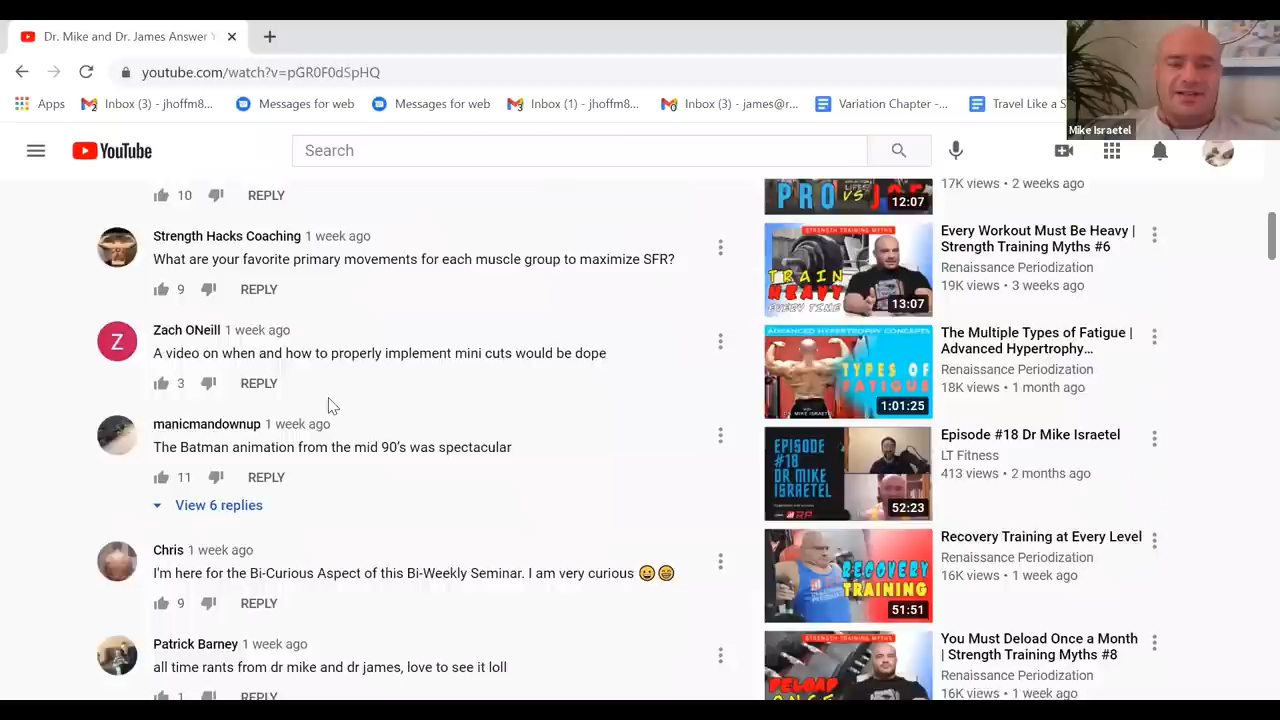 Dr. Mike and Dr. James Answer Y
youtube.com/watch?v=pGR0F0dSpHQ
Apps
Inbox (3) - jhoffm8...
Messages for web
Messages for web
Inbox (1) - jhoffm8...
Inbox (3) - james@r...
Variation Chapter -...
Travel Like a S
Mike Israetel
YouTube
Search
10
REPLY
Strength Hacks Coaching 1 week ago
What are your favorite primary movements for each muscle group to maximize SFR?
9
REPLY
Z
Zach ONeill 1 week ago
A video on when and how to properly implement mini cuts would be dope
3
REPLY
manicmandownup 1 week ago
The Batman animation from the mid 90's was spectacular
11
REPLY
View 6 replies
Chris 1 week ago
I'm here for the Bi-Curious Aspect of this Bi-Weekly Seminar. I am very curious
9
REPLY
Patrick Barney 1 week ago
all time rants from dr mike and dr james, love to see it loll
1
REPLY
PRO VS JOE
12:07
17K views • 2 weeks ago
STRENGTH TRAINING MYTHS
TRAIN
HEAVY
EVERY TIME
13:07
Every Workout Must Be Heavy |
Strength Training Myths #6
Renaissance Periodization
19K views • 3 weeks ago
ADVANCED HYPERTROPHY CONCEPTS
TYPES OF
FATIGUE
WITH
DR. MIKE ISRAETEL
1:01:25
The Multiple Types of Fatigue |
Advanced Hypertrophy...
Renaissance Periodization
18K views • 1 month ago
EPISODE
#18
DR MIKE
ISRAETEL
RP
52:23
Episode #18 Dr Mike Israetel
LT Fitness
413 views • 2 months ago
RECOVERY
TRAINING
51:51
Recovery Training at Every Level
Renaissance Periodization
16K views • 1 week ago
STRENGTH TRAINING MYTHS
DELOAD
ONCE
You Must Deload Once a Month
| Strength Training Myths #8
Renaissance Periodization
16K views • 1 week ago